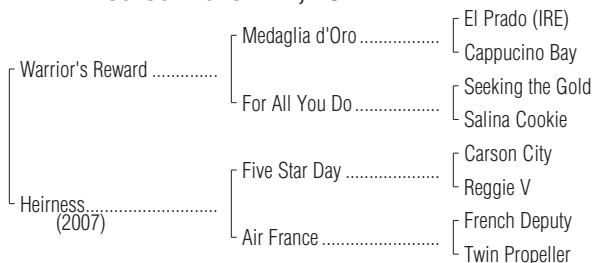 El Prado (IRE)
Medaglia d'Oro ..................
Cappucino Bay
Warrior's Reward ..............
Seeking the Gold
For All You Do ...................
Salina Cookie
Carson City
Five Star Day .....................
Reggie V
Heirness............................
(2007)
French Deputy
Air France ..........................
Twin Propeller